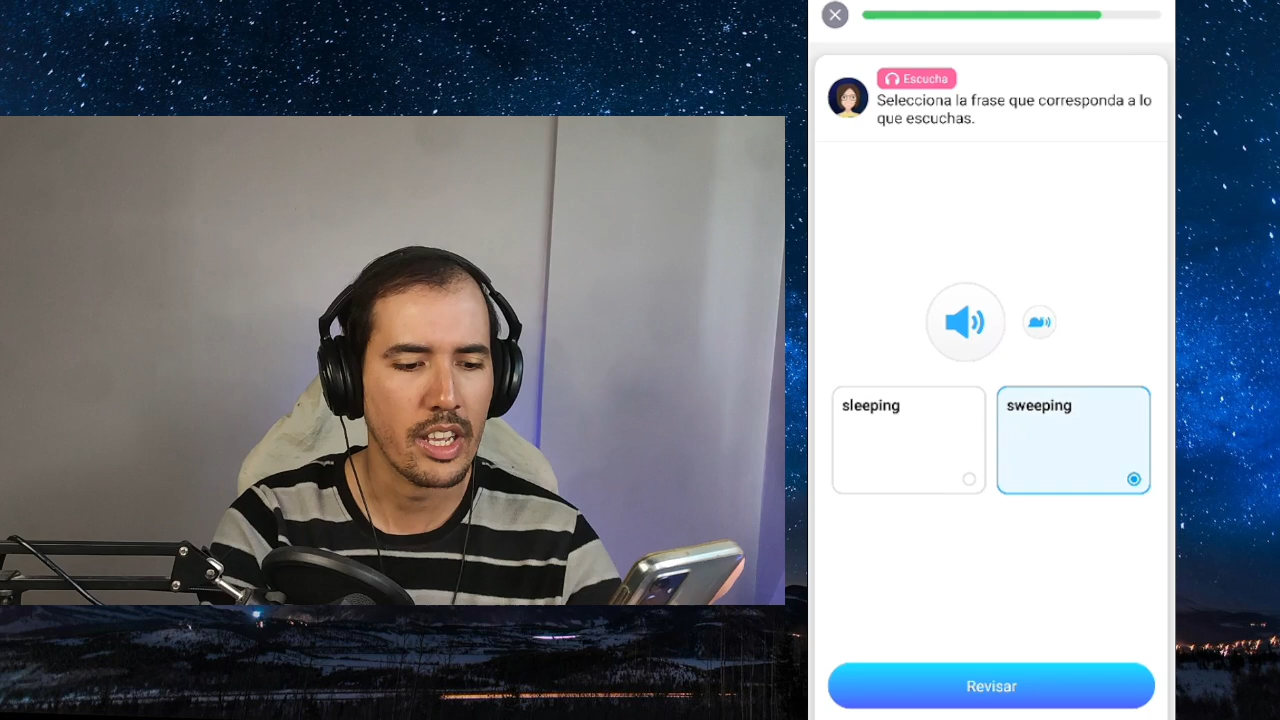 Escucha
Selecciona la frase que corresponda a lo
que escuchas.
sleeping
sweeping
Revisar